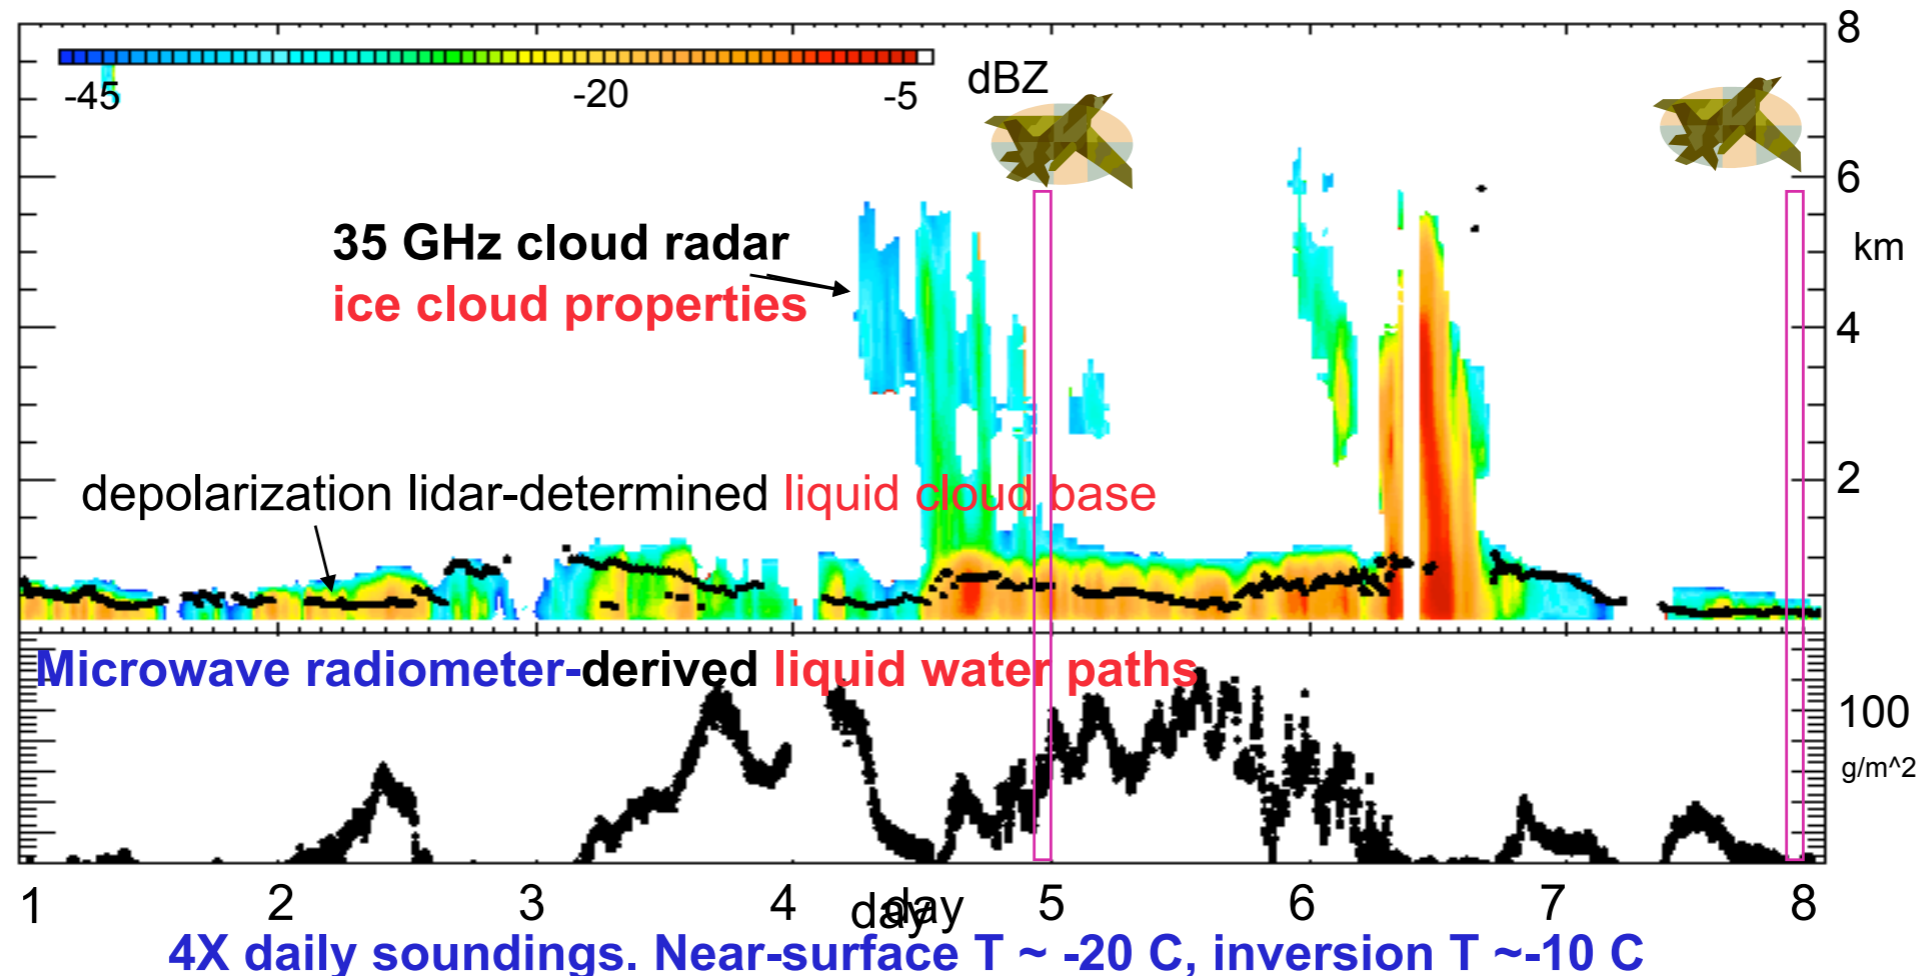 8
dBZ
-45 -20 -5
6
35 GHz cloud radar
km
ice cloud properties
4
depolarization lidar-determined liquid cloud base
2
Microwave radiometer-derived liquid water paths
100
g/m^2
1 2 3 4 5 6 7 8
day day
4X daily soundings. Near-surface T ~ -20 C, inversion T ~-10 C